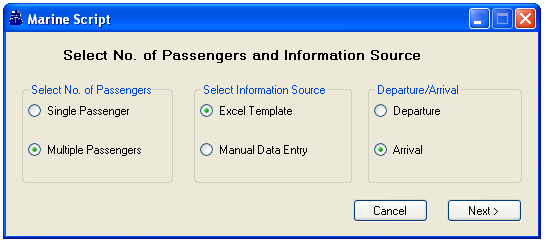 Marine Script
Select No. of Passengers and Information Source
Select No. of Passengers
Single Passenger
Multiple Passengers
Select Information Source
Excel Template
Manual Data Entry
Departure/Arrival
Departure
Arrival
Cancel
Next >